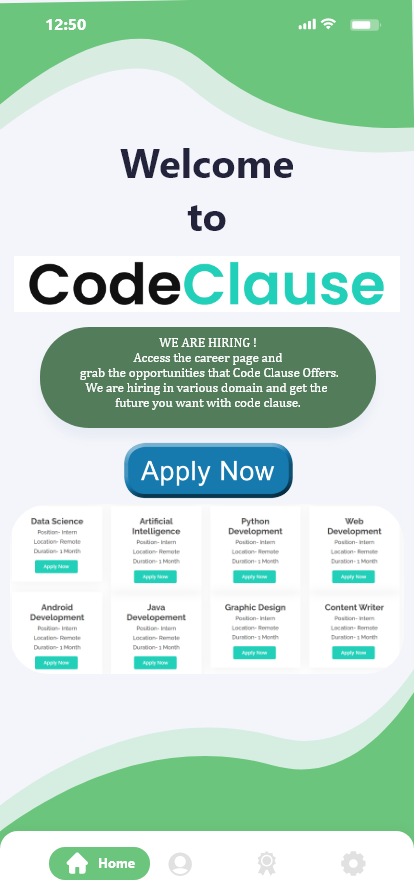 12:50
Welcome
to
CodeClause
WE ARE HIRING !
Access the career page and
grab the opportunities that Code Clause Offers.
We are hiring in various domain and get the
future you want with code clause.
Apply Now
Data Science
Position- Intern
Location- Remote
Duration- 1 Month
Apply Now
Artificial
Intelligence
Position- Intern
Location- Remote
Duration- 1 Month
Apply Now
Python
Development
Position- Intern
Location- Remote
Duration- 1 Month
Apply Now
Web
Development
Position- Intern
Location- Remote
Duration- 1 Month
Apply Now
Android
Development
Position- Intern
Location- Remote
Duration- 1 Month
Apply Now
Java
Developement
Position- Intern
Location- Remote
Duration- 1 Month
Apply Now
Graphic Design
Position- Intern
Location- Remote
Duration- 1 Month
Apply Now
Content Writer
Position- Intern
Location- Remote
Duration- 1 Month
Apply Now
Home